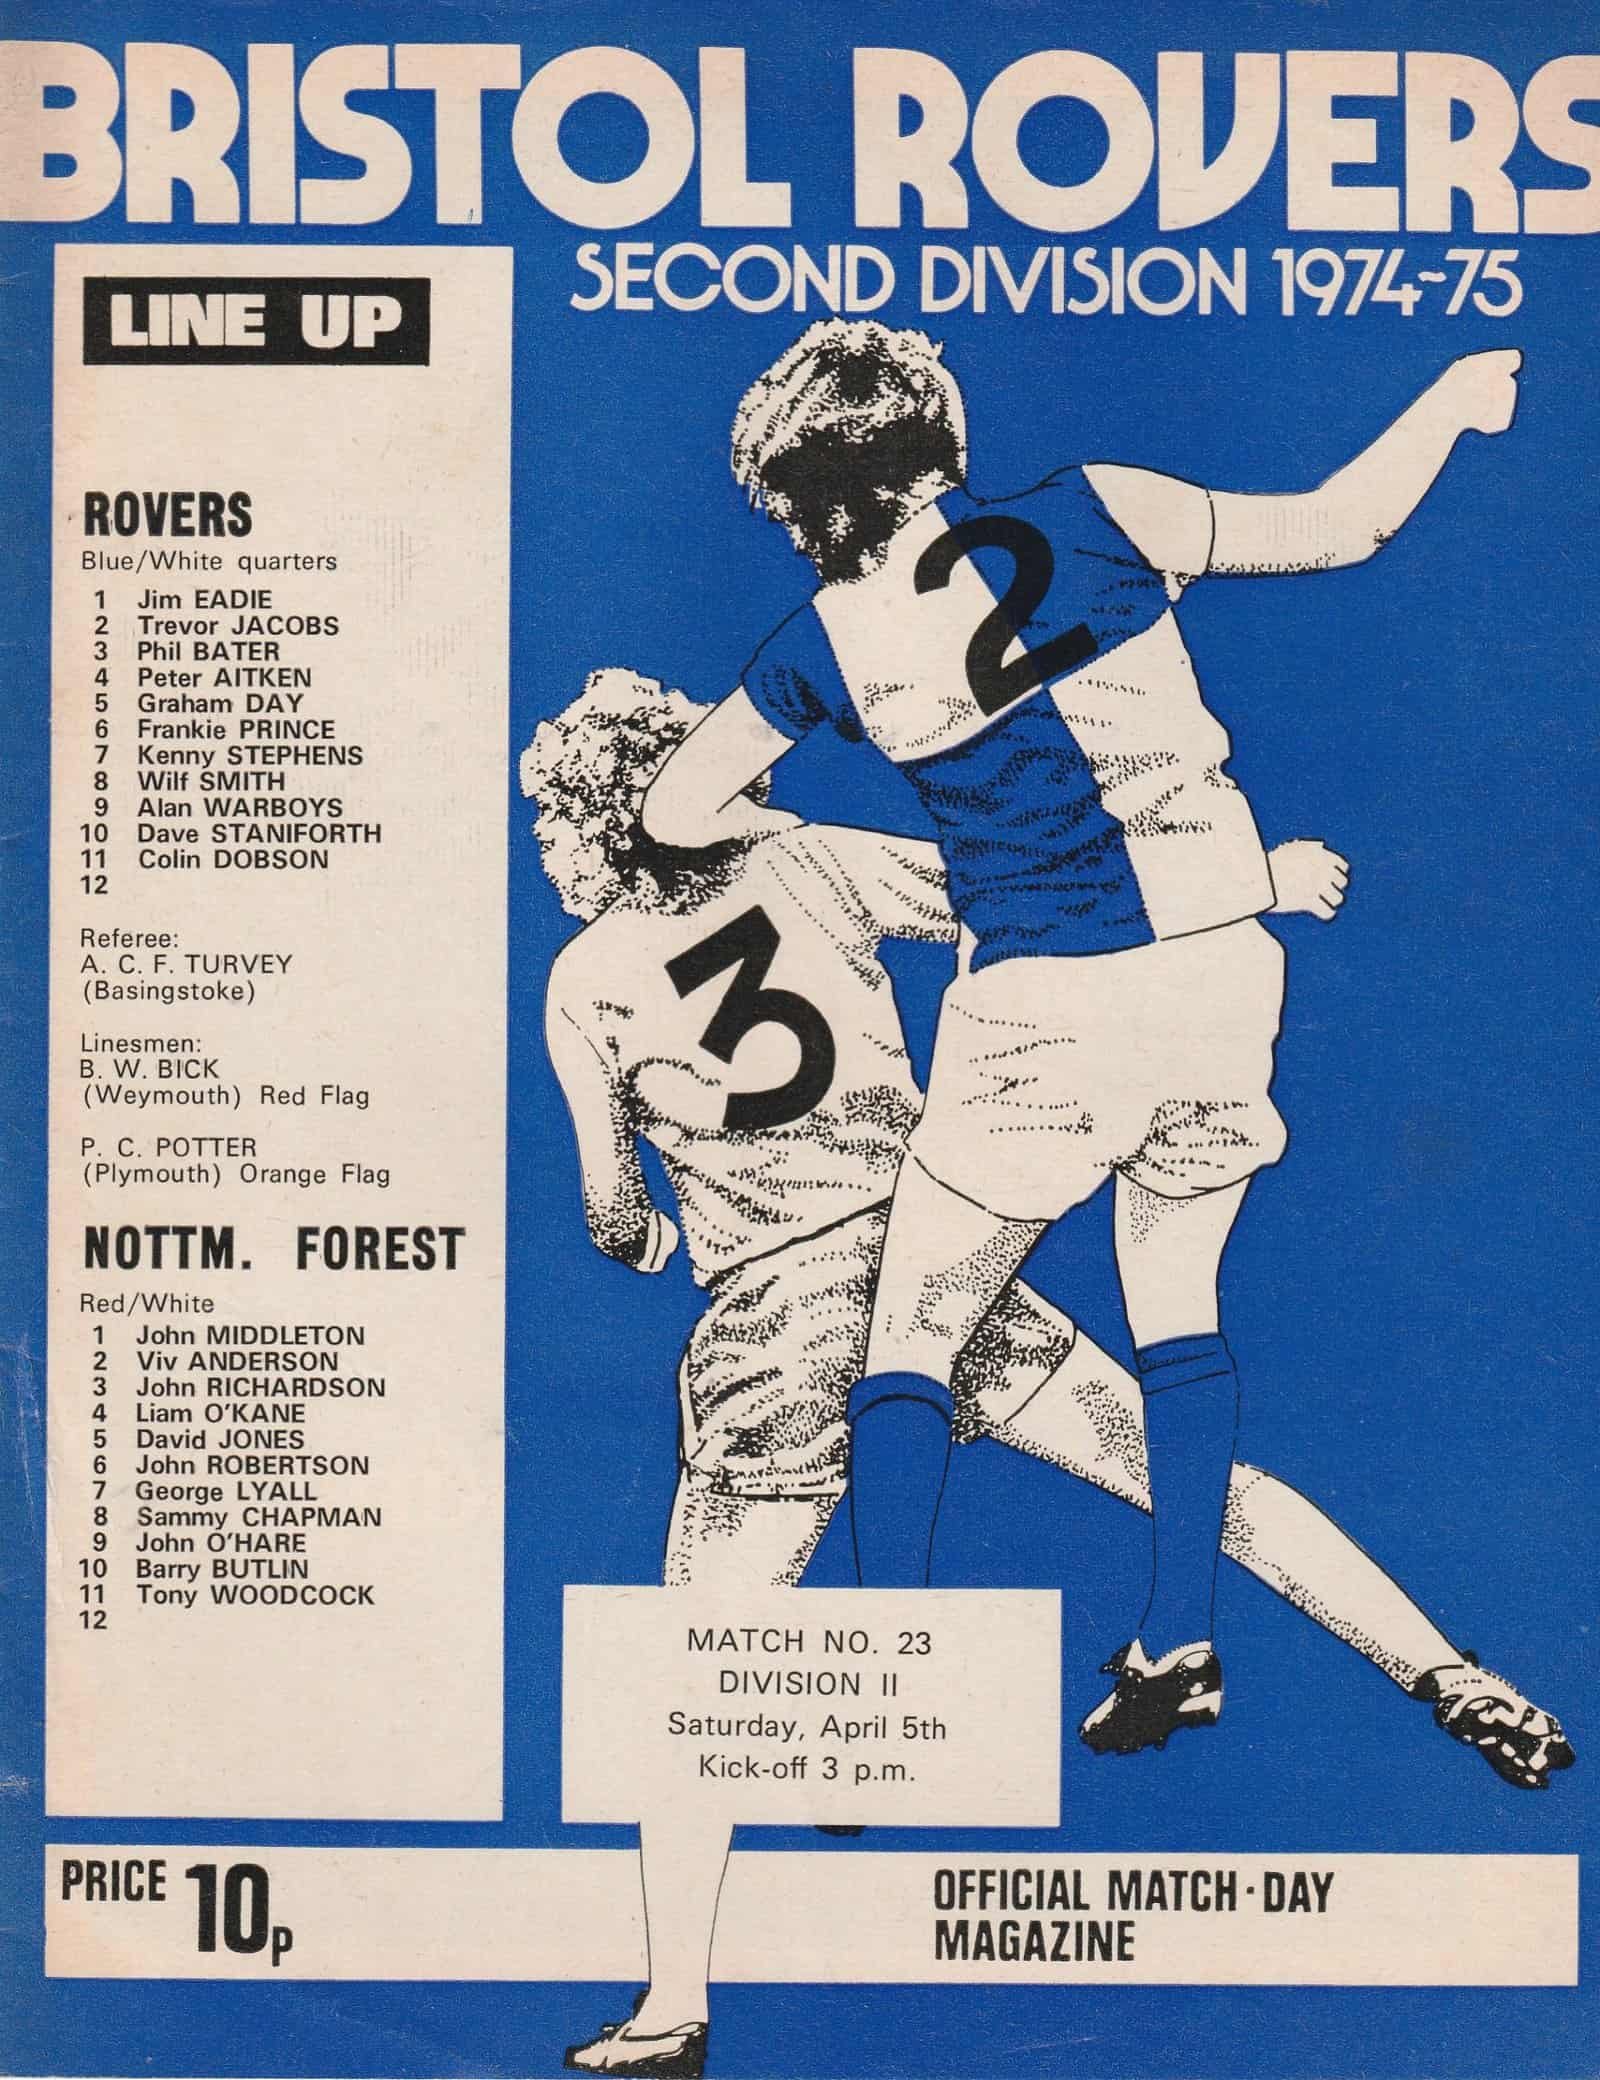 BRISTOL ROVERS
SECOND DIVISION 1974-75
LINE UP
ROVERS
Blue/White quarters
1 Jim EADIE
2 Trevor JACOBS
3 Phil BATER
4 Peter AITKEN
5 Graham DAY
6 Frankie PRINCE
7 Kenny STEPHENS
8 Wilf SMITH
9 Alan WARBOYS
10 Dave STANIFORTH
11 Colin DOBSON
12
Referee:
A. C. F. TURVEY
(Basingstoke)
Linesmen:
B. W. BICK
(Weymouth) Red Flag
P. C. POTTER
(Plymouth) Orange Flag
NOTTM. FOREST
Red/White
1 John MIDDLETON
2 Viv ANDERSON
3 John RICHARDSON
4 Liam O'KANE
5 David JONES
6 John ROBERTSON
7 George LYALL
8 Sammy CHAPMAN
9 John O'HARE
10 Barry BUTLIN
11 Tony WOODCOCK
12
2
3
MATCH NO. 23
DIVISION II
Saturday, April 5th
Kick-off 3 p.m.
PRICE 10p
OFFICIAL MATCH·DAY
MAGAZINE